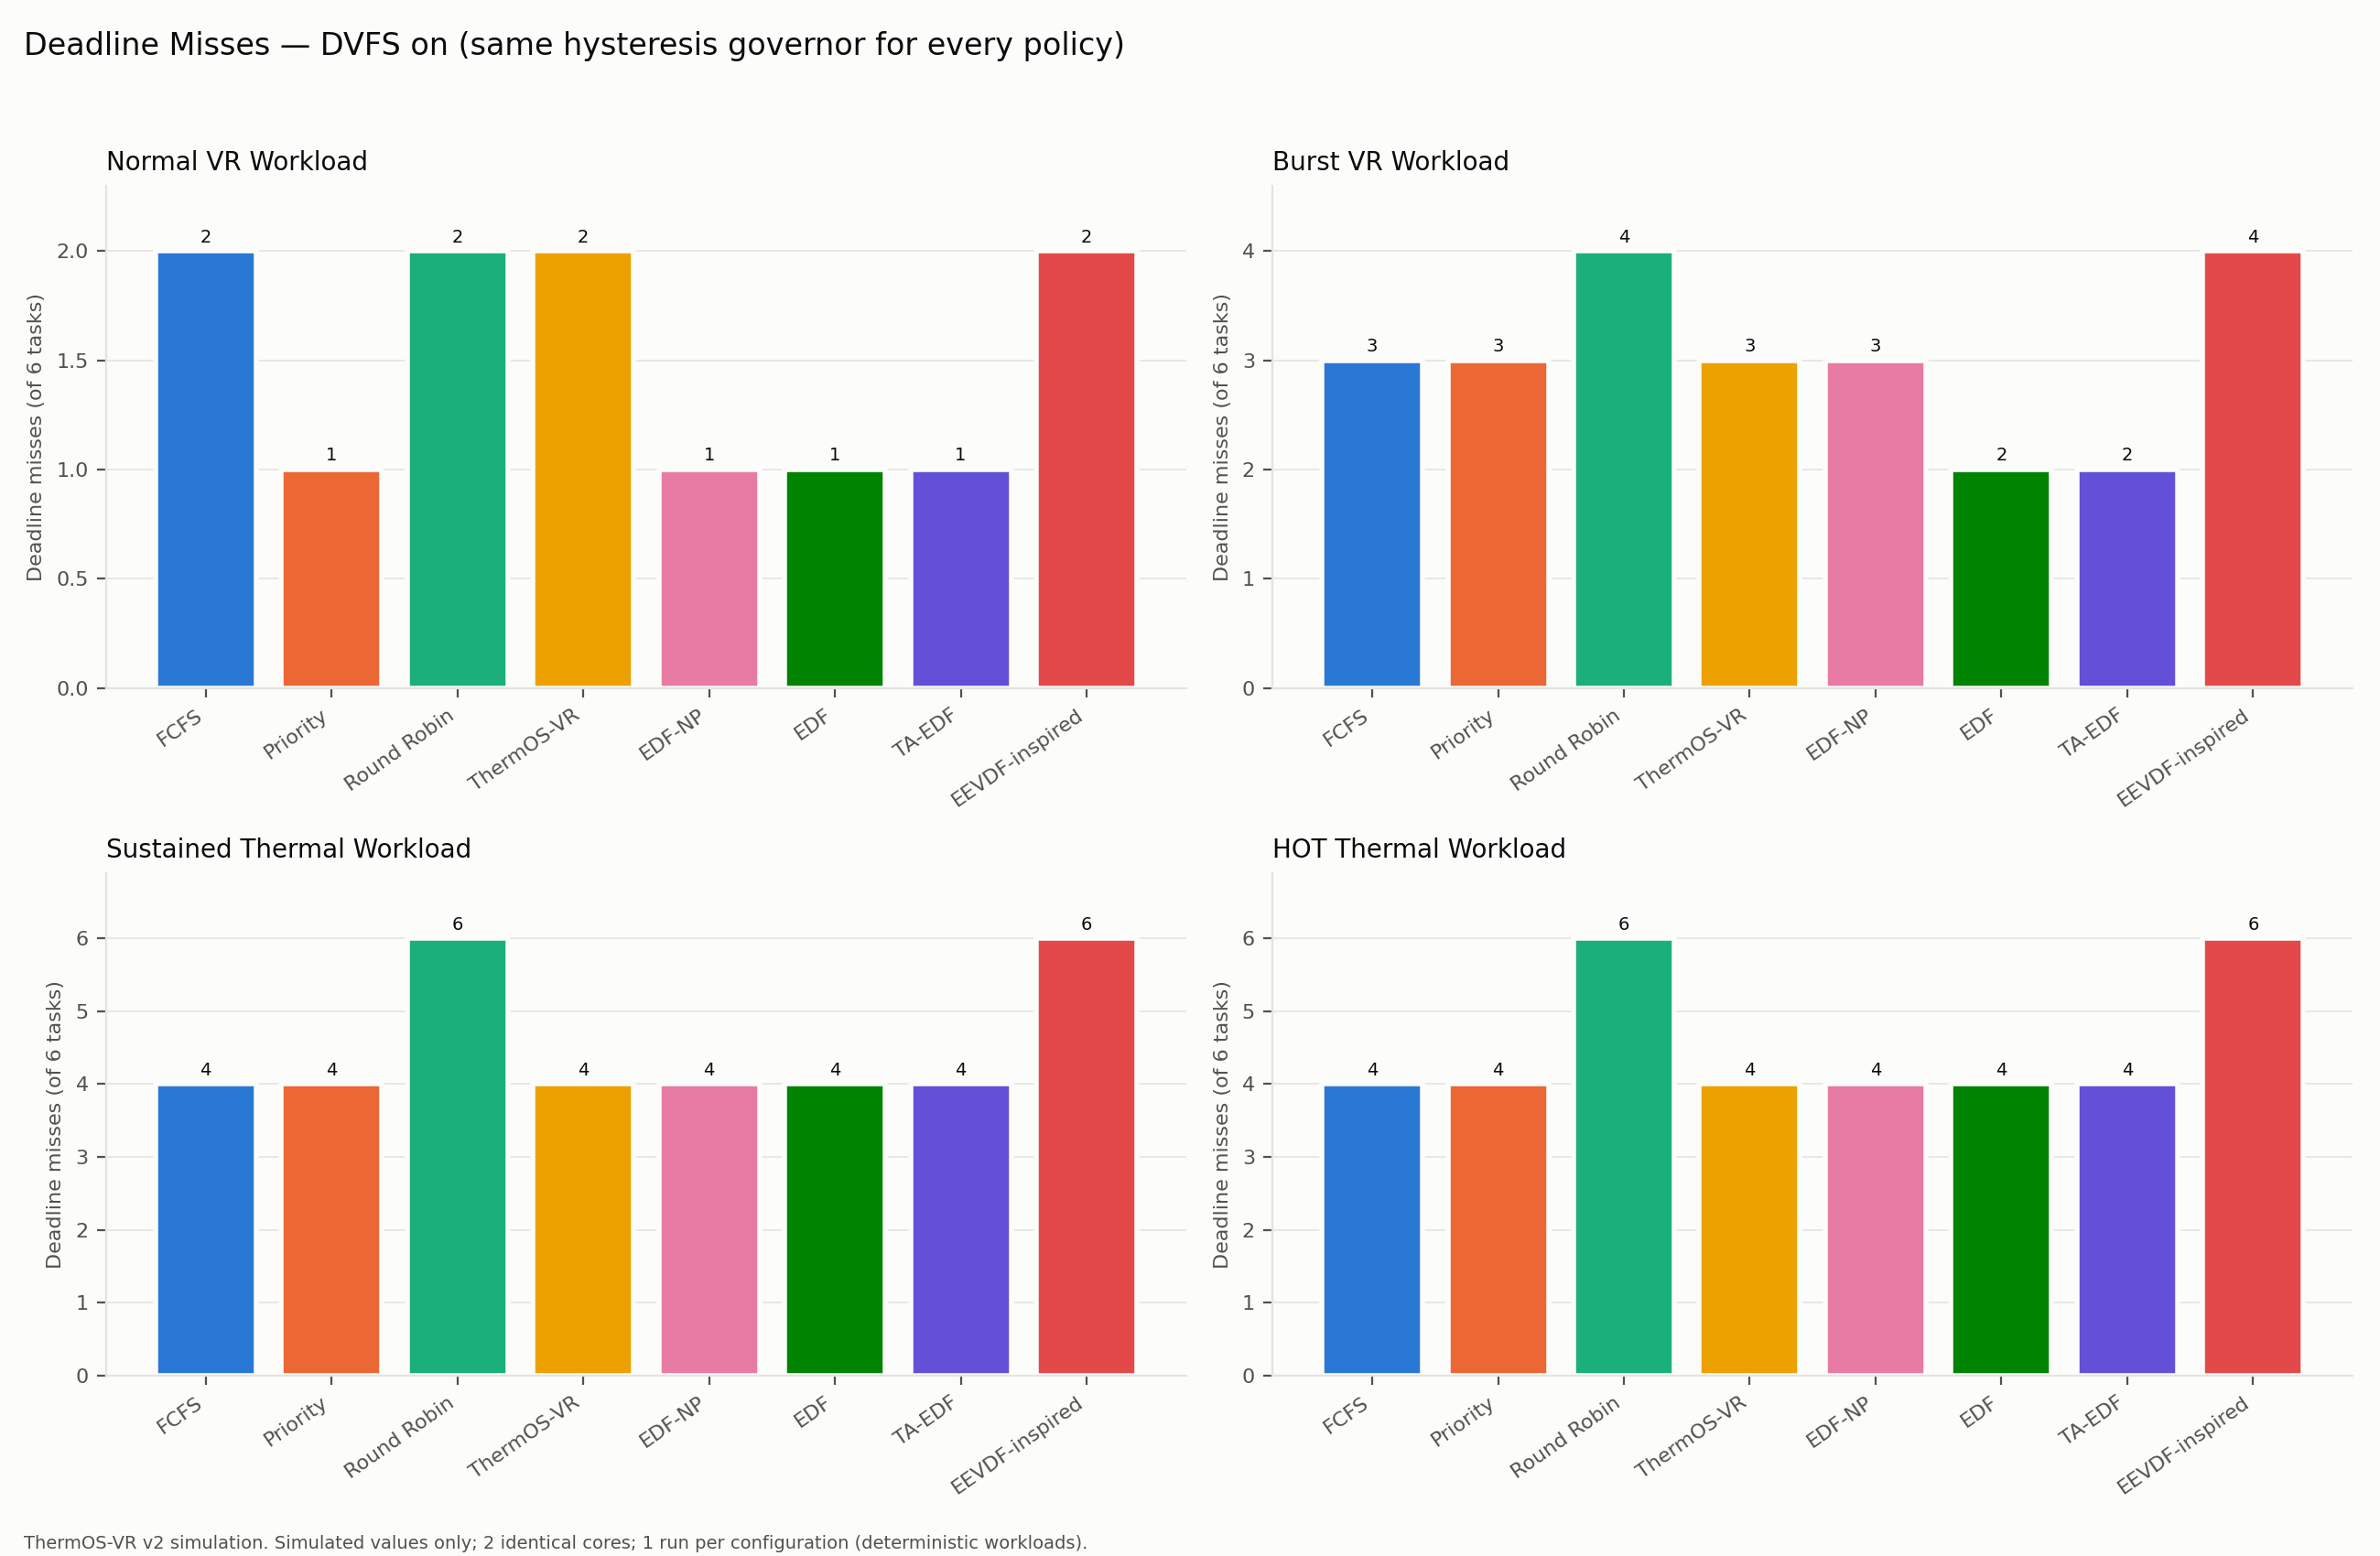 Deadline Misses — DVFS on (same hysteresis governor for every policy)
Normal VR Workload
Deadline misses (of 6 tasks)
2.0
1.5
1.0
0.5
0.0
2
1
2
2
1
1
1
2
FCFS
Priority
Round Robin
ThermOS-VR
EDF-NP
EDF
TA-EDF
EEVDF-inspired
Burst VR Workload
Deadline misses (of 6 tasks)
4
3
2
1
0
3
3
4
3
3
2
2
4
FCFS
Priority
Round Robin
ThermOS-VR
EDF-NP
EDF
TA-EDF
EEVDF-inspired
Sustained Thermal Workload
Deadline misses (of 6 tasks)
6
5
4
3
2
1
0
4
4
6
4
4
4
4
6
FCFS
Priority
Round Robin
ThermOS-VR
EDF-NP
EDF
TA-EDF
EEVDF-inspired
HOT Thermal Workload
Deadline misses (of 6 tasks)
6
5
4
3
2
1
0
4
4
6
4
4
4
4
6
FCFS
Priority
Round Robin
ThermOS-VR
EDF-NP
EDF
TA-EDF
EEVDF-inspired
ThermOS-VR v2 simulation. Simulated values only; 2 identical cores; 1 run per configuration (deterministic workloads).